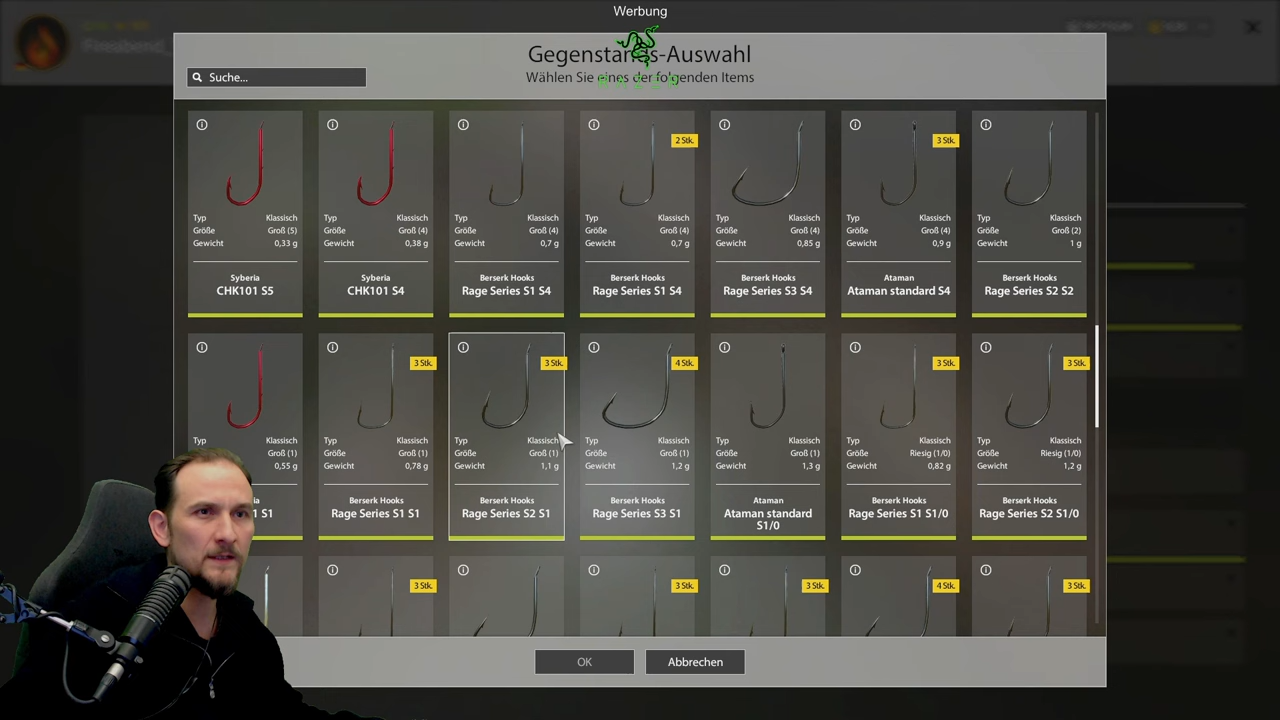 Werbung
Gegenstands-Auswahl
Suche...
Wählen Sie eines der folgenden Items
RAZER
2 Stk.
3 Stk.
Typ Klassisch
Größe Groß (5)
Gewicht 0,33 g
Syberia
CHK101 S5
Typ Klassisch
Größe Groß (4)
Gewicht 0,38 g
Syberia
CHK101 S4
Typ Klassisch
Größe Groß (4)
Gewicht 0,7 g
Berserk Hooks
Rage Series S1 S4
Typ Klassisch
Größe Groß (4)
Gewicht 0,7 g
Berserk Hooks
Rage Series S1 S4
Typ Klassisch
Größe Groß (4)
Gewicht 0,85 g
Berserk Hooks
Rage Series S3 S4
Typ Klassisch
Größe Groß (4)
Gewicht 0,9 g
Ataman
Ataman standard S4
Typ Klassisch
Größe Groß (2)
Gewicht 1 g
Berserk Hooks
Rage Series S2 S2
Typ Klassisch
Größe Groß (1)
Gewicht 0,55 g
ia
1 S1
3 Stk.
Typ Klassisch
Größe Groß (1)
Gewicht 0,78 g
Berserk Hooks
Rage Series S1 S1
3 Stk.
Typ Klassisch
Größe Groß (1)
Gewicht 1,1 g
Berserk Hooks
Rage Series S2 S1
4 Stk.
Typ Klassisch
Größe Groß (1)
Gewicht 1,2 g
Berserk Hooks
Rage Series S3 S1
Typ Klassisch
Größe Groß (1)
Gewicht 1,3 g
Ataman
Ataman standard
S1/0
3 Stk.
Typ Klassisch
Größe Riesig (1/0)
Gewicht 0,82 g
Berserk Hooks
Rage Series S1 S1/0
3 Stk.
Typ Klassisch
Größe Riesig (1/0)
Gewicht 1,2 g
Berserk Hooks
Rage Series S2 S1/0
3 Stk.
3 Stk.
3 Stk.
4 Stk.
3 Stk.
OK
Abbrechen